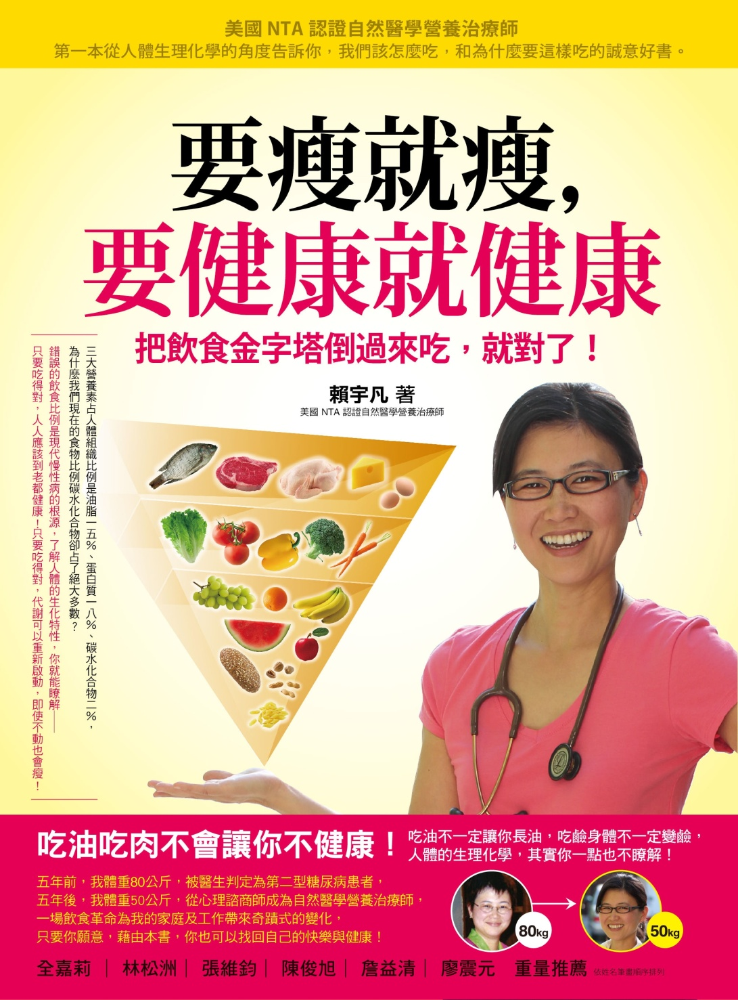 美國 NTA 認證自然醫學營養治療師
第一本從人體生理化學的角度告訴你，我們該怎麼吃，和為什麼要這樣吃的誠意好書。
要瘦就瘦,
要健康就健康
把飲食金字塔倒過來吃，就對了！
賴宇凡 著
美國 NTA 認證自然醫學營養治療師
三大營養素占人體組織比例是油脂一五%、蛋白質一八%、碳水化合物二%，
為什麼我們現在的食物比例碳水化合物卻占了絕大多數？
錯誤的飲食比例是現代慢性病的根源，了解人體的生化特性，你就能瞭解——
只要吃得對，人人應該到老都健康！只要吃得對，代謝可以重新啟動，即使不動也會瘦！
吃油吃肉不會讓你不健康！
吃油不一定讓你長油，吃鹼身體不一定變鹼，
人體的生理化學，其實你一點也不瞭解！
五年前，我體重80公斤，被醫生判定為第二型糖尿病患者，
五年後，我體重50公斤，從心理諮商師成為自然醫學營養治療師，
一場飲食革命為我的家庭及工作帶來奇蹟式的變化，
只要你願意，藉由本書，你也可以找回自己的快樂與健康！
80kg
50kg
全嘉莉｜林松洲｜張維鈞｜陳俊旭｜詹益清｜廖震元 重量推薦 依姓名筆畫順序排列